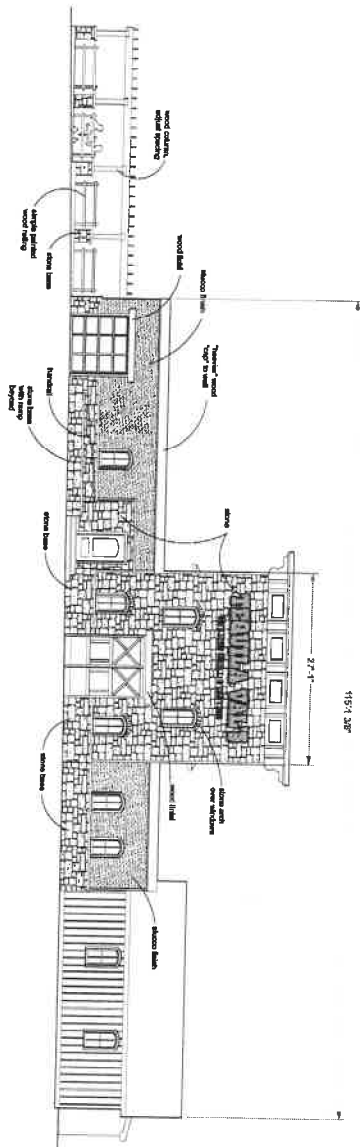 wood column,
adjust spacing
simple painted
wood railing
stone base
wood lintel
stucco finish
"heavier" wood
"cap" to wall
handrail
stone base
with ramp
beyond
stone
stone base
27'-1"
115'-1 3/8"
stone arch
over windows
wood lintel
stone base
stucco finish